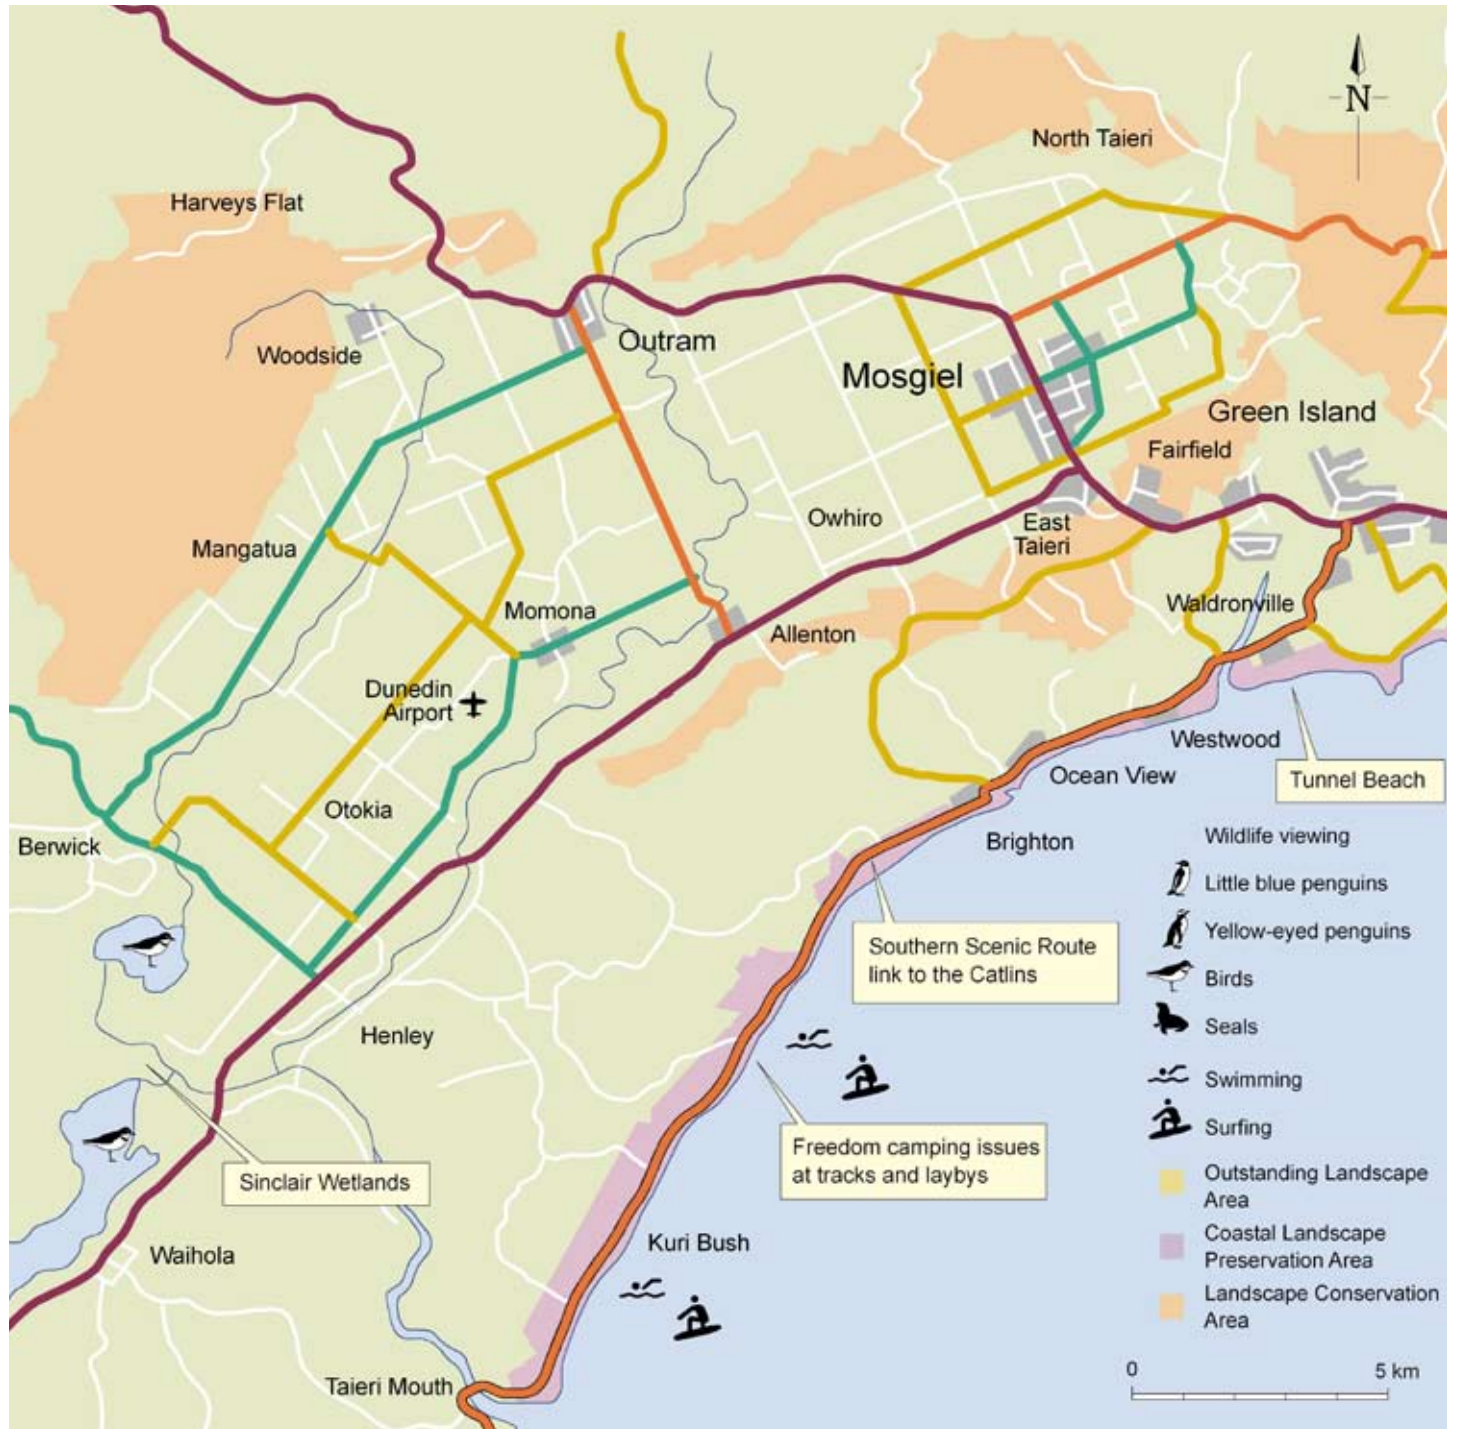 North Taieri
N
Harveys Flat
Woodside
Outram
Mosgiel
Green Island
Fairfield
Owhiro
East
Taieri
Mangatua
Momona
Waldronville
Allenton
Dunedin
Airport
Westwood
Ocean View
Tunnel Beach
Otokia
Berwick
Brighton
Southern Scenic Route
link to the Catlins
Henley
Freedom camping issues
at tracks and laybys
Sinclair Wetlands
Kuri Bush
Waihola
Taieri Mouth
Wildlife viewing
Little blue penguins
Yellow-eyed penguins
Birds
Seals
Swimming
Surfing
Outstanding Landscape
Area
Coastal Landscape
Preservation Area
Landscape Conservation
Area
0 5 km